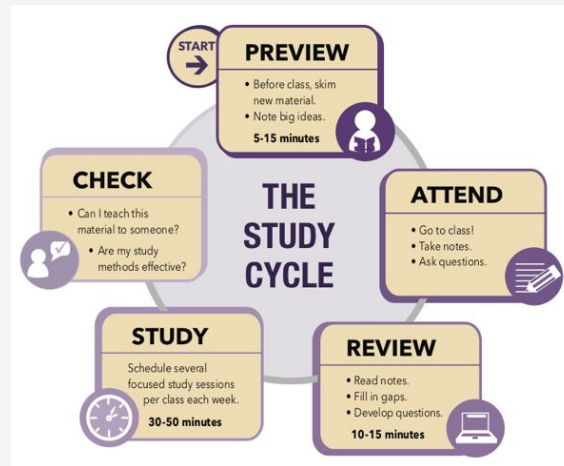 START
PREVIEW
• Before class, skim
new material.
• Note big ideas.
5-15 minutes
THE
STUDY
CYCLE
ATTEND
• Go to class!
• Take notes.
• Ask questions.
REVIEW
• Read notes.
• Fill in gaps.
• Develop questions.
10-15 minutes
STUDY
Schedule several
focused study sessions
per class each week.
30-50 minutes
CHECK
• Can I teach this
material to someone?
• Are my study
methods effective?